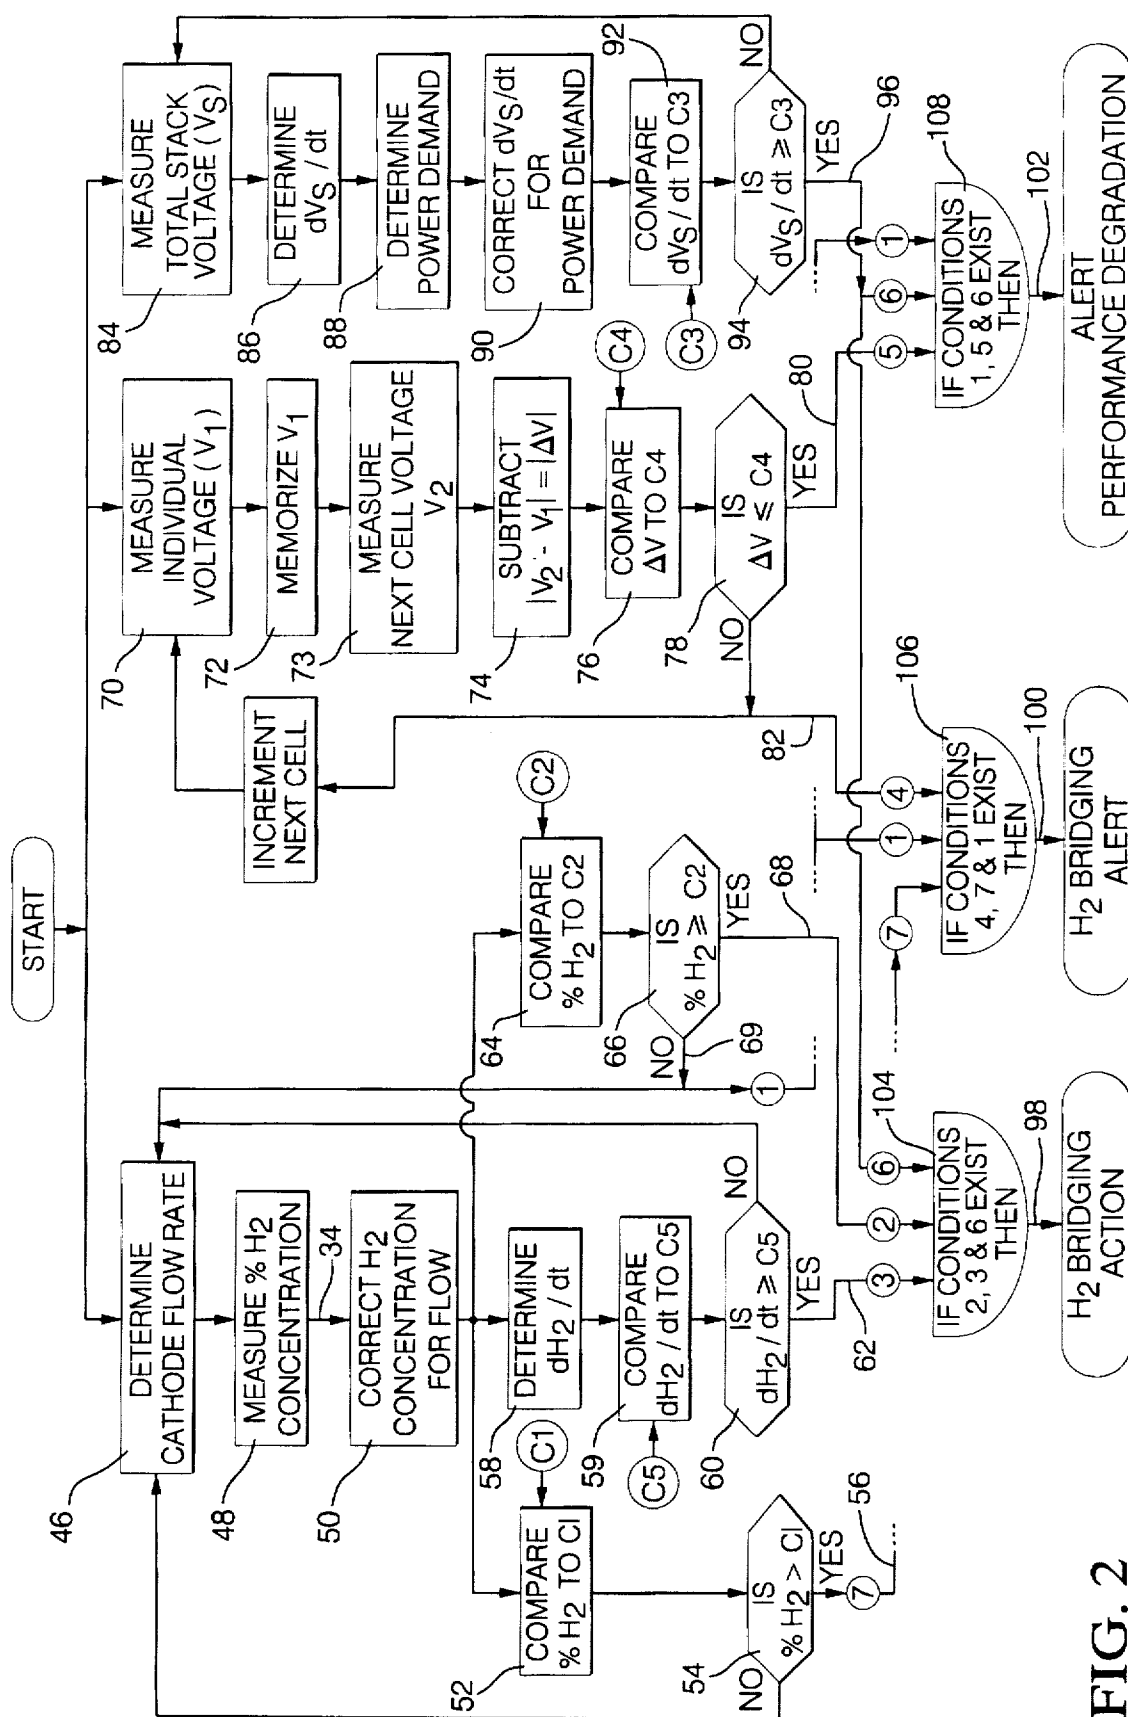 START
46
DETERMINE
CATHODE FLOW RATE
48
MEASURE % H2
CONCENTRATION
34
50
CORRECT H2
CONCENTRATION
FOR FLOW
52
COMPARE
% H2 TO Cl
C1
54
IS
% H2 > Cl
NO
YES
7
56
58
DETERMINE
dH2 / dt
59
COMPARE
dH2 / dt TO C5
C5
60
IS
dH2 / dt ≥ C5
NO
YES
62
3
64
COMPARE
% H2 TO C2
C2
66
IS
% H2 ≥ C2
NO
69
YES
68
1
2
6
104
IF CONDITIONS
2, 3 & 6 EXIST
THEN
98
H2 BRIDGING
ACTION
INCREMENT
NEXT CELL
70
MEASURE
INDIVIDUAL
VOLTAGE (V1)
72
MEMORIZE V1
73
MEASURE
NEXT CELL VOLTAGE
V2
74
SUBTRACT
|V2 - V1| = |ΔV|
76
COMPARE
ΔV TO C4
C4
78
IS
ΔV ≤ C4
NO
YES
82
80
7
1
4
106
IF CONDITIONS
4, 7 & 1 EXIST
THEN
100
H2 BRIDGING
ALERT
84
MEASURE
TOTAL STACK
VOLTAGE (VS)
86
DETERMINE
dVS / dt
88
DETERMINE
POWER DEMAND
90
CORRECT dVS/dt
FOR
POWER DEMAND
92
COMPARE
dVS / dt TO C3
C3
94
IS
dVS / dt ≥ C3
NO
YES
96
5
6
1
108
IF CONDITIONS
1, 5 & 6 EXIST
THEN
102
ALERT
PERFORMANCE DEGRADATION
FIG. 2